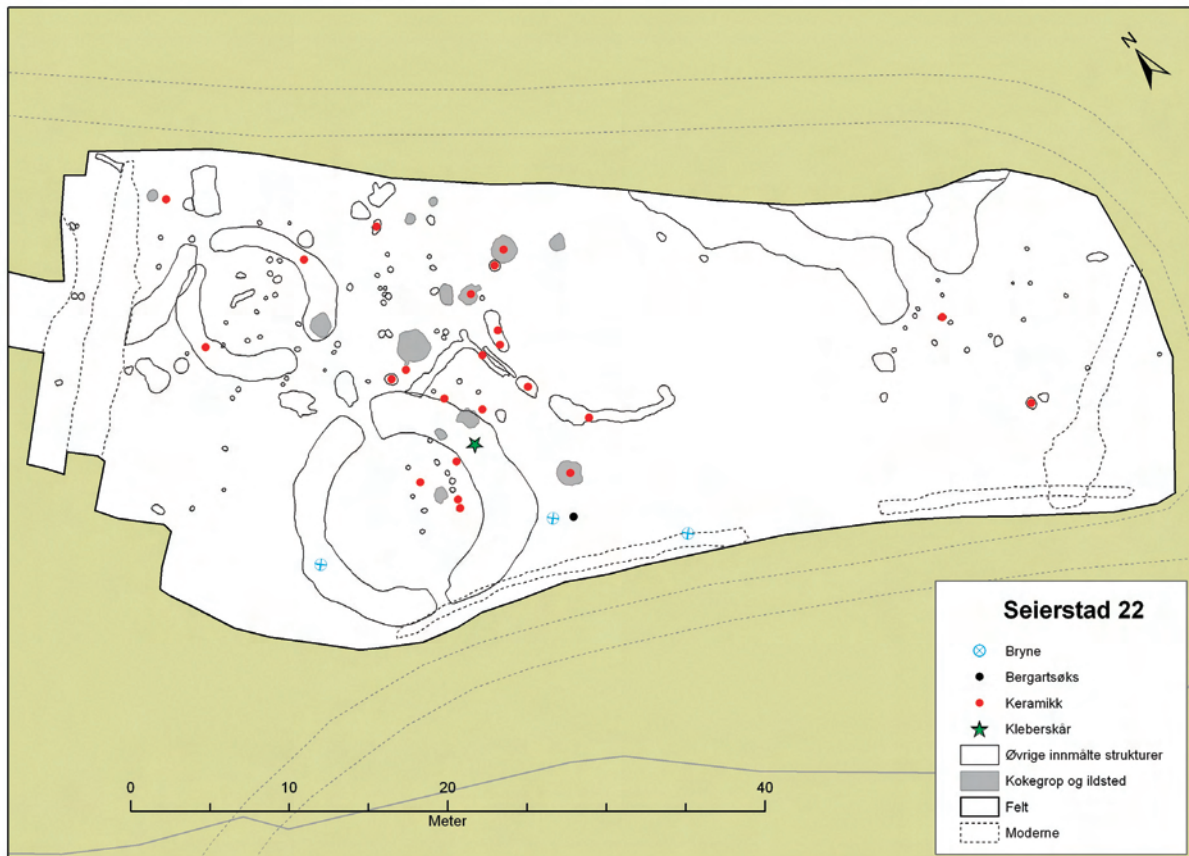 N
Seierstad 22
Bryne
Bergartsøks
Keramikk
Kleberskår
Øvrige innmålte strukturer
Kokegrop og ildsted
Felt
Moderne
0 10 20 40
Meter